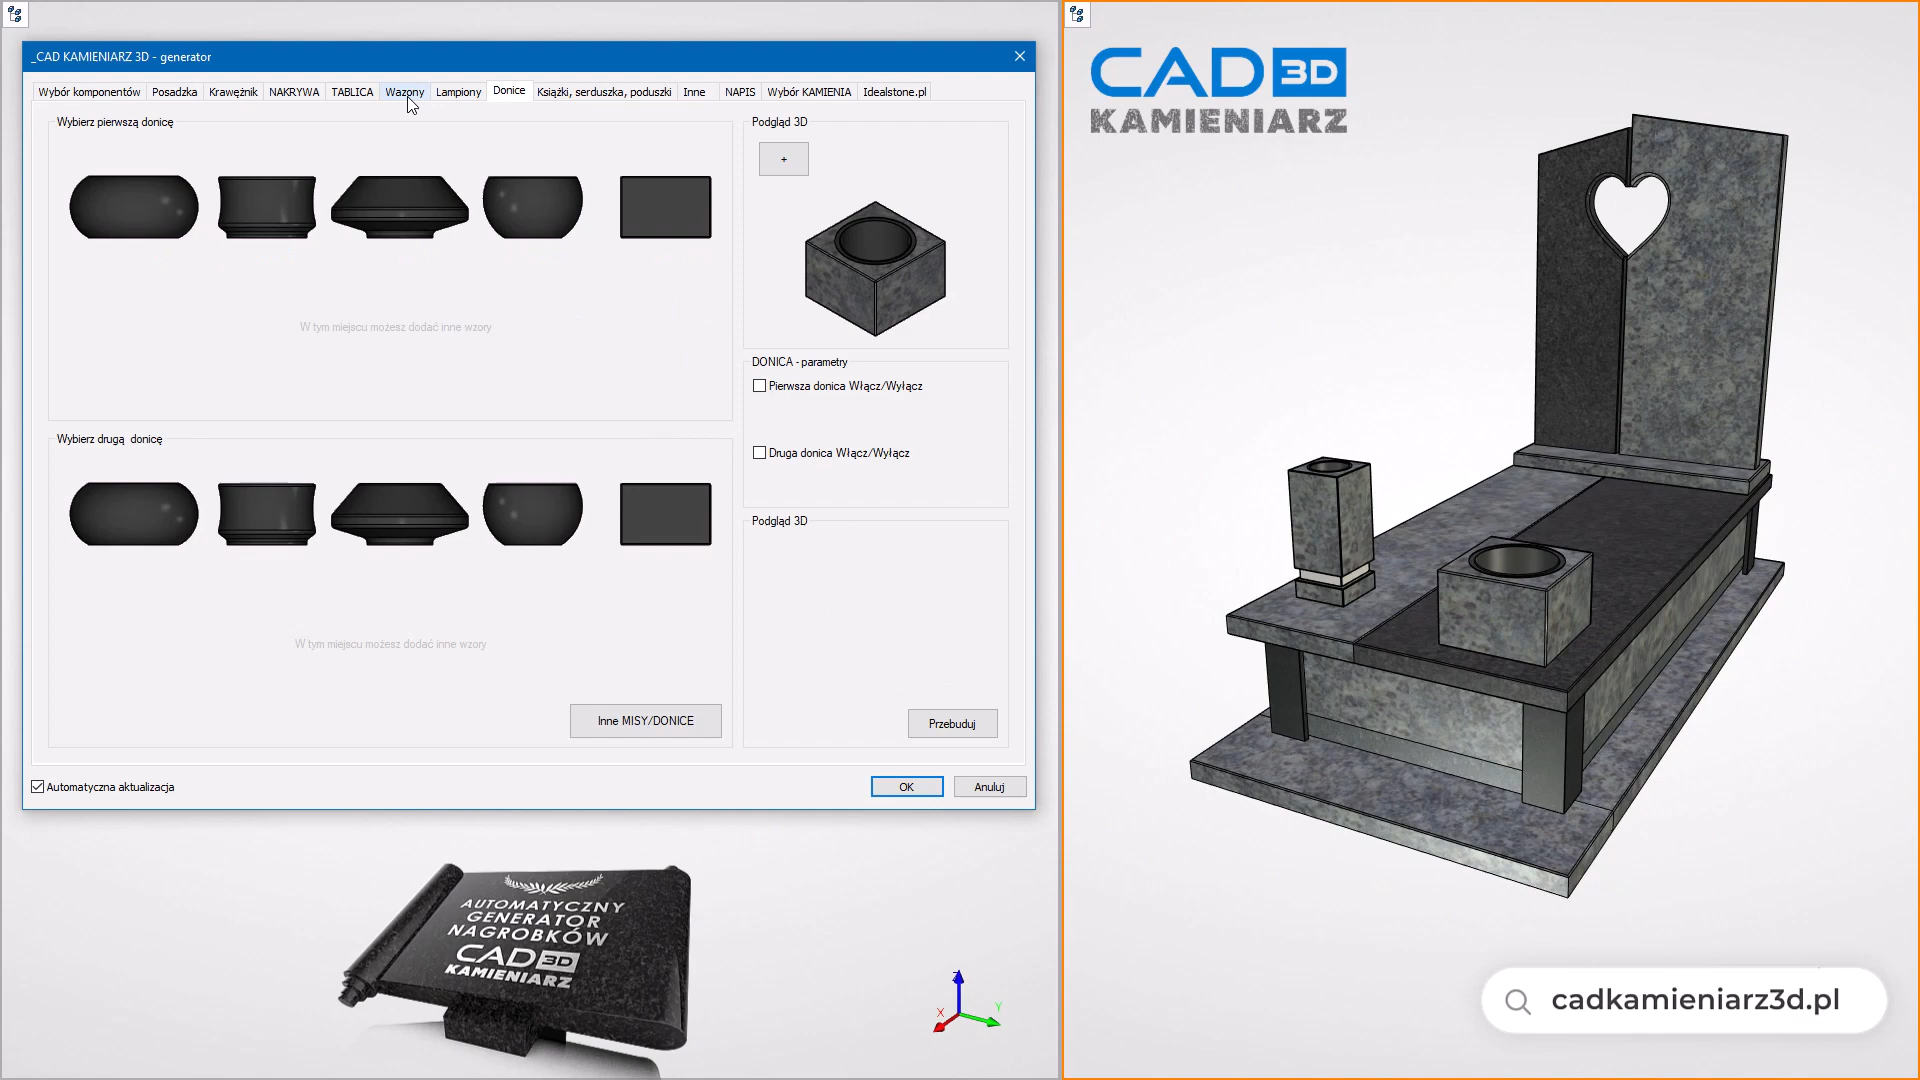 _CAD KAMIENIARZ 3D - generator
Wybór komponentów Posadzka Krawężnik NAKRYWA TABLICA Wazony Lampiony Donice Książki, serduszka, poduszki Inne NAPIS Wybór KAMIENIA Idealstone.pl
Wybierz pierwszą donicę
W tym miejscu możesz dodać inne wzory
Wybierz drugą donicę
W tym miejscu możesz dodać inne wzory
Inne MISY/DONICE
Podgląd 3D
+
DONICA - parametry
Pierwsza donica Włącz/Wyłącz
Druga donica Włącz/Wyłącz
Podgląd 3D
Przebuduj
Automatyczna aktualizacja
OK
Anuluj
AUTOMATYCZNY
GENERATOR
NAGROBKÓW
CAD 3D
KAMIENIARZ
Z
X
Y
CAD 3D
KAMIENIARZ
cadkamieniarz3d.pl